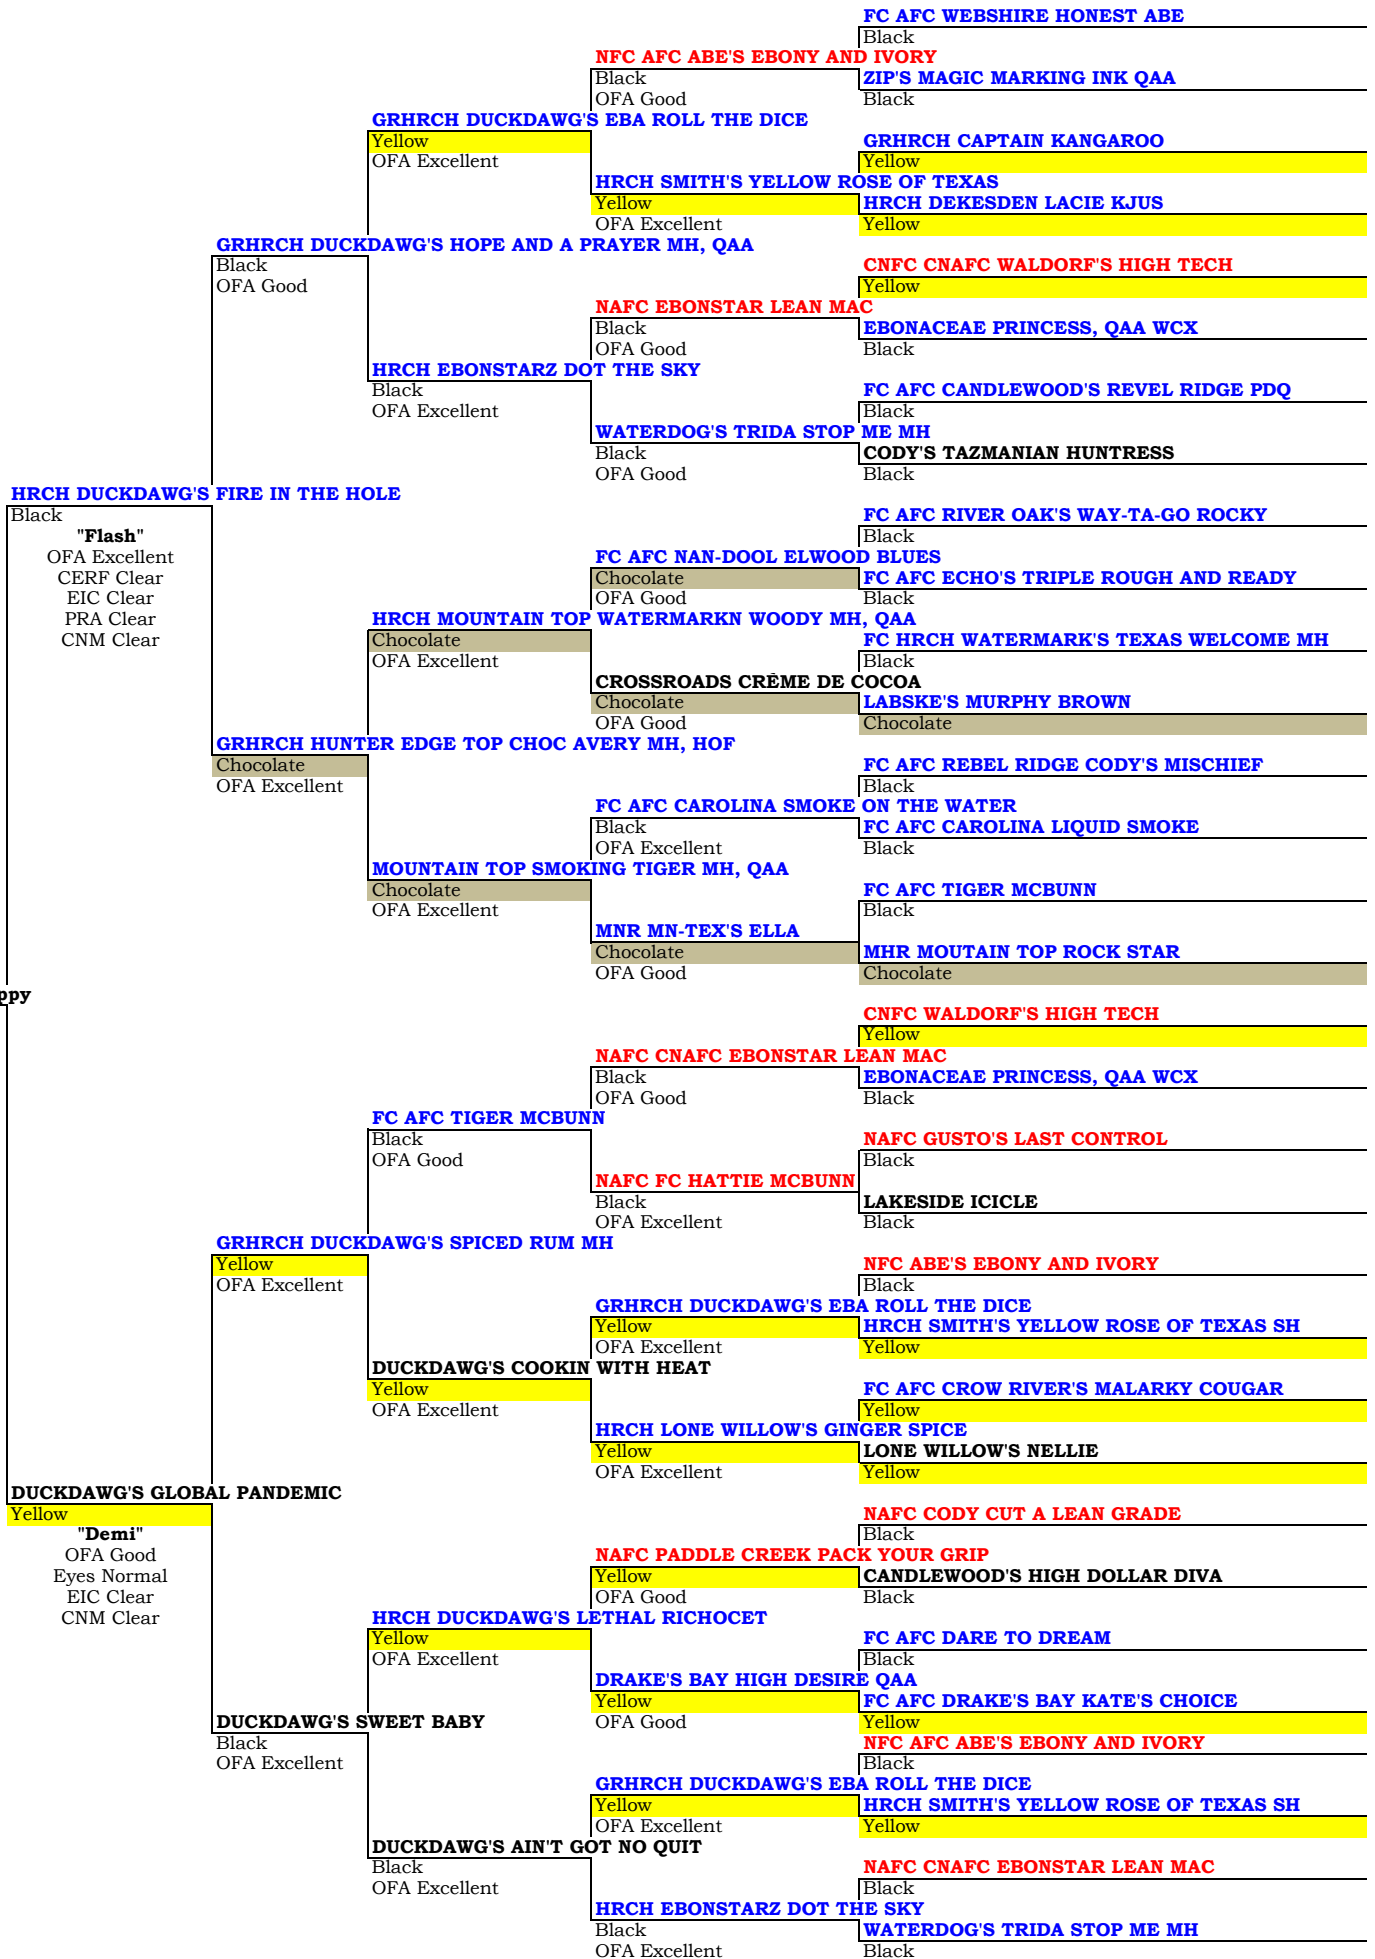 FC AFC WEBSHIRE HONEST ABE
Black
NFC AFC ABE'S EBONY AND IVORY
Black
ZIP'S MAGIC MARKING INK QAA
OFA Good
Black
GRHRCH DUCKDAWG'S EBA ROLL THE DICE
Yellow
GRHRCH CAPTAIN KANGAROO
OFA Excellent
Yellow
HRCH SMITH'S YELLOW ROSE OF TEXAS
Yellow
HRCH DEKESDEN LACIE KJUS
OFA Excellent
Yellow
GRHRCH DUCKDAWG'S HOPE AND A PRAYER MH, QAA
Black
CNFC CNAFC WALDORF'S HIGH TECH
OFA Good
Yellow
NAFC EBONSTAR LEAN MAC
Black
EBONACEAE PRINCESS, QAA WCX
OFA Good
Black
HRCH EBONSTARZ DOT THE SKY
Black
FC AFC CANDLEWOOD'S REVEL RIDGE PDQ
OFA Excellent
Black
WATERDOG'S TRIDA STOP ME MH
Black
CODY'S TAZMANIAN HUNTRESS
OFA Good
Black
HRCH DUCKDAWG'S FIRE IN THE HOLE
Black
FC AFC RIVER OAK'S WAY-TA-GO ROCKY
"Flash"
Black
OFA Excellent
FC AFC NAN-DOOL ELWOOD BLUES
CERF Clear
Chocolate
FC AFC ECHO'S TRIPLE ROUGH AND READY
EIC Clear
OFA Good
Black
PRA Clear
HRCH MOUNTAIN TOP WATERMARKN WOODY MH, QAA
CNM Clear
Chocolate
FC HRCH WATERMARK'S TEXAS WELCOME MH
OFA Excellent
Black
CROSSROADS CRÈME DE COCOA
Chocolate
LABSKE'S MURPHY BROWN
OFA Good
Chocolate
GRHRCH HUNTER EDGE TOP CHOC AVERY MH, HOF
Chocolate
FC AFC REBEL RIDGE CODY'S MISCHIEF
OFA Excellent
Black
FC AFC CAROLINA SMOKE ON THE WATER
Black
FC AFC CAROLINA LIQUID SMOKE
OFA Excellent
Black
MOUNTAIN TOP SMOKING TIGER MH, QAA
Chocolate
FC AFC TIGER MCBUNN
OFA Excellent
Black
MNR MN-TEX'S ELLA
Chocolate
MHR MOUTAIN TOP ROCK STAR
OFA Good
Chocolate
ppy
CNFC WALDORF'S HIGH TECH
Yellow
NAFC CNAFC EBONSTAR LEAN MAC
Black
EBONACEAE PRINCESS, QAA WCX
OFA Good
Black
FC AFC TIGER MCBUNN
Black
NAFC GUSTO'S LAST CONTROL
OFA Good
Black
NAFC FC HATTIE MCBUNN
Black
LAKESIDE ICICLE
OFA Excellent
Black
GRHRCH DUCKDAWG'S SPICED RUM MH
Yellow
NFC ABE'S EBONY AND IVORY
OFA Excellent
Black
GRHRCH DUCKDAWG'S EBA ROLL THE DICE
Yellow
HRCH SMITH'S YELLOW ROSE OF TEXAS SH
OFA Excellent
Yellow
DUCKDAWG'S COOKIN WITH HEAT
Yellow
FC AFC CROW RIVER'S MALARKY COUGAR
OFA Excellent
Yellow
HRCH LONE WILLOW'S GINGER SPICE
Yellow
LONE WILLOW'S NELLIE
OFA Excellent
Yellow
DUCKDAWG'S GLOBAL PANDEMIC
Yellow
NAFC CODY CUT A LEAN GRADE
"Demi"
Black
OFA Good
NAFC PADDLE CREEK PACK YOUR GRIP
Eyes Normal
Yellow
CANDLEWOOD'S HIGH DOLLAR DIVA
EIC Clear
OFA Good
Black
CNM Clear
HRCH DUCKDAWG'S LETHAL RICHOCET
Yellow
FC AFC DARE TO DREAM
OFA Excellent
Black
DRAKE'S BAY HIGH DESIRE QAA
Yellow
FC AFC DRAKE'S BAY KATE'S CHOICE
DUCKDAWG'S SWEET BABY
OFA Good
Yellow
Black
NFC AFC ABE'S EBONY AND IVORY
OFA Excellent
Black
GRHRCH DUCKDAWG'S EBA ROLL THE DICE
Yellow
HRCH SMITH'S YELLOW ROSE OF TEXAS SH
OFA Excellent
Yellow
DUCKDAWG'S AIN'T GOT NO QUIT
Black
NAFC CNAFC EBONSTAR LEAN MAC
OFA Excellent
Black
HRCH EBONSTARZ DOT THE SKY
Black
WATERDOG'S TRIDA STOP ME MH
OFA Excellent
Black